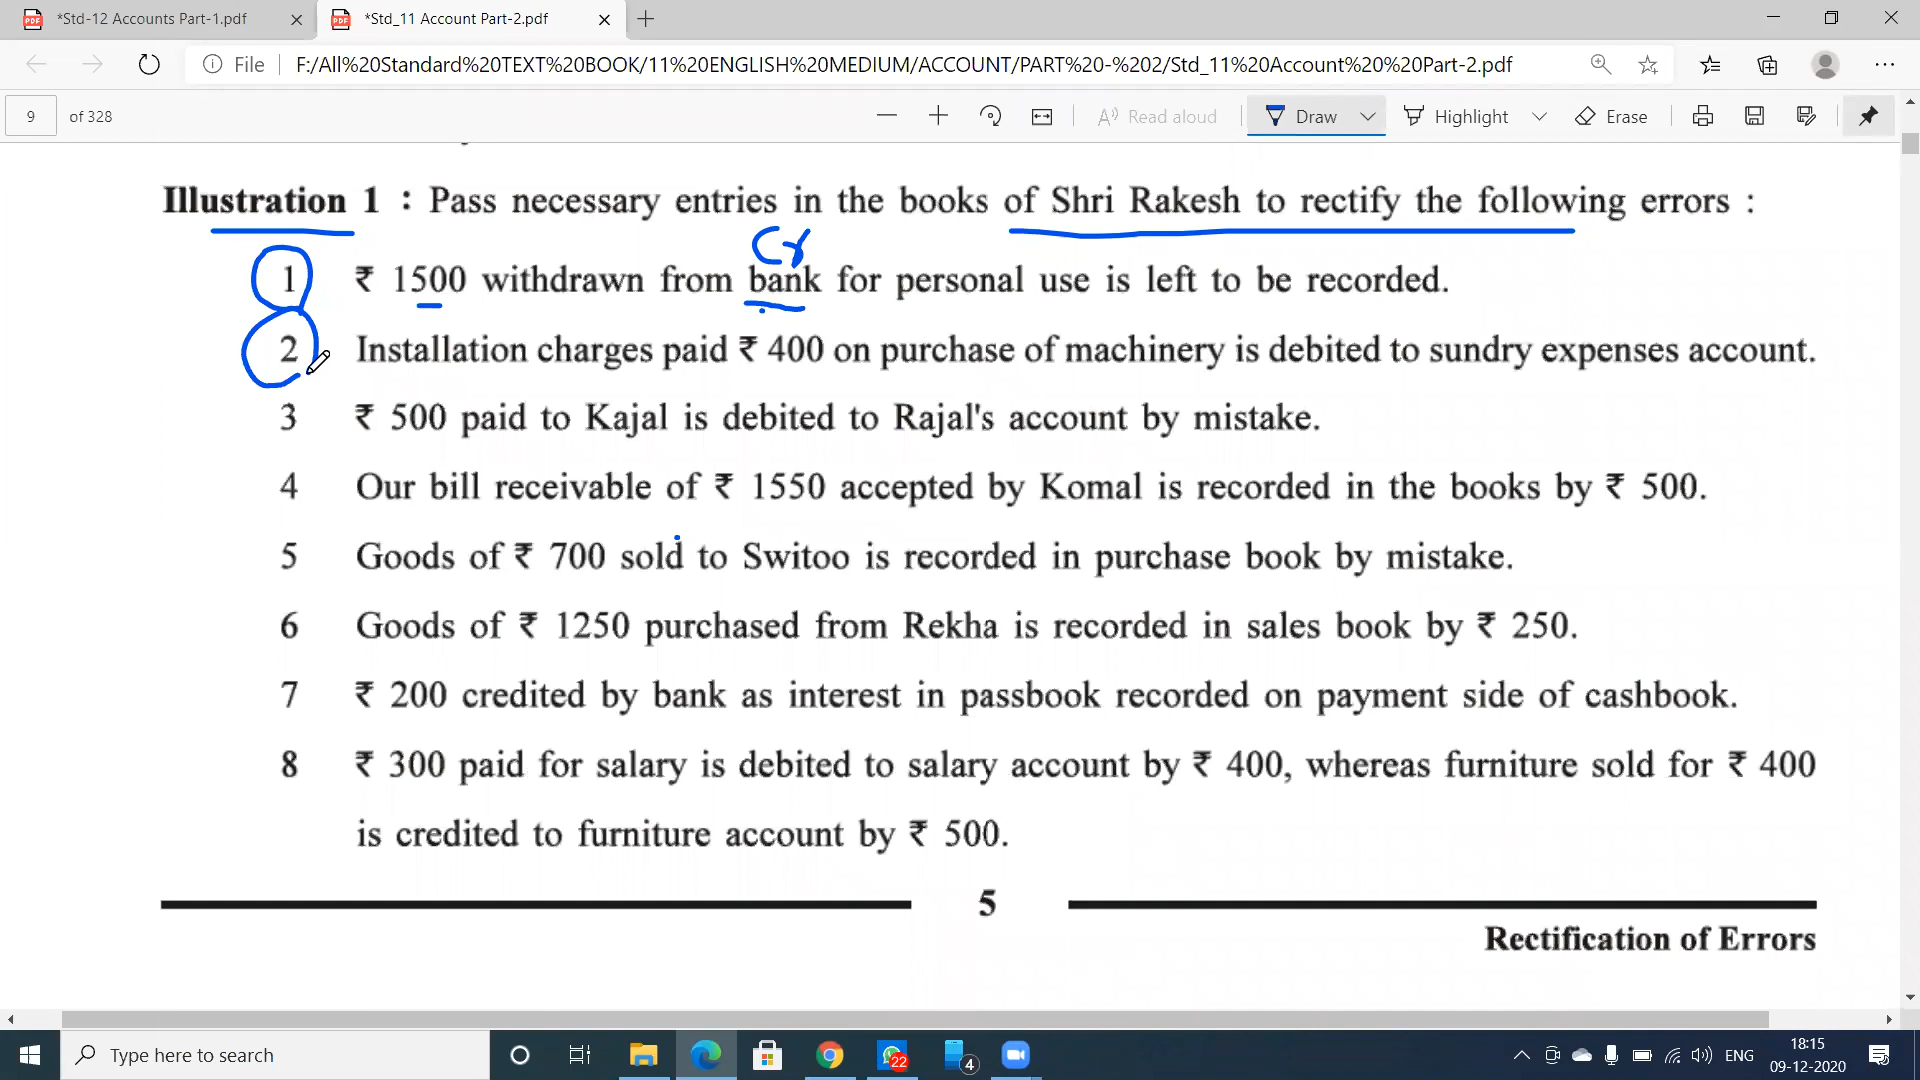 *Std-12 Accounts Part-1.pdf
*Std_11 Account Part-2.pdf
File
F:/All%20Standard%20TEXT%20BOOK/11%20ENGLISH%20MEDIUM/ACCOUNT/PART%20-%202/Std_11%20Account%20%20Part-2.pdf
9 of 328
Read aloud
Draw
Highlight
Erase
Illustration 1 : Pass necessary entries in the books of Shri Rakesh to rectify the following errors :
Cr
1 ₹ 1500 withdrawn from bank for personal use is left to be recorded.
2 Installation charges paid ₹ 400 on purchase of machinery is debited to sundry expenses account.
3 ₹ 500 paid to Kajal is debited to Rajal's account by mistake.
4 Our bill receivable of ₹ 1550 accepted by Komal is recorded in the books by ₹ 500.
5 Goods of ₹ 700 sold to Switoo is recorded in purchase book by mistake.
6 Goods of ₹ 1250 purchased from Rekha is recorded in sales book by ₹ 250.
7 ₹ 200 credited by bank as interest in passbook recorded on payment side of cashbook.
8 ₹ 300 paid for salary is debited to salary account by ₹ 400, whereas furniture sold for ₹ 400
is credited to furniture account by ₹ 500.
5
Rectification of Errors
Type here to search
22
4
ENG
18:15
09-12-2020